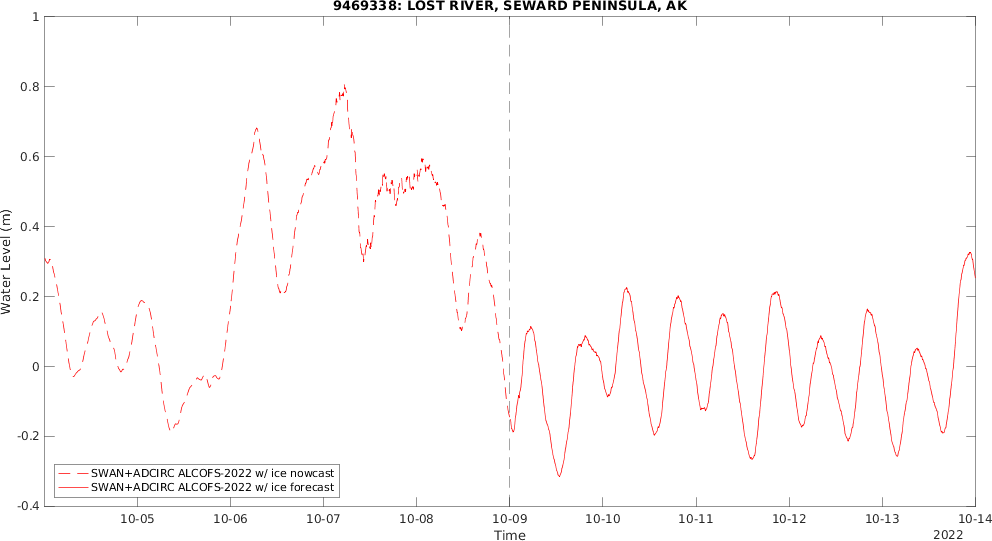 9469338: LOST RIVER, SEWARD PENINSULA, AK
1
0.8
0.6
0.4
0.2
0
-0.2
-0.4
Water Level (m)
SWAN+ADCIRC ALCOFS-2022 w/ ice nowcast
SWAN+ADCIRC ALCOFS-2022 w/ ice forecast
10-05 10-06 10-07 10-08 10-09 10-10 10-11 10-12 10-13 10-14
Time
2022